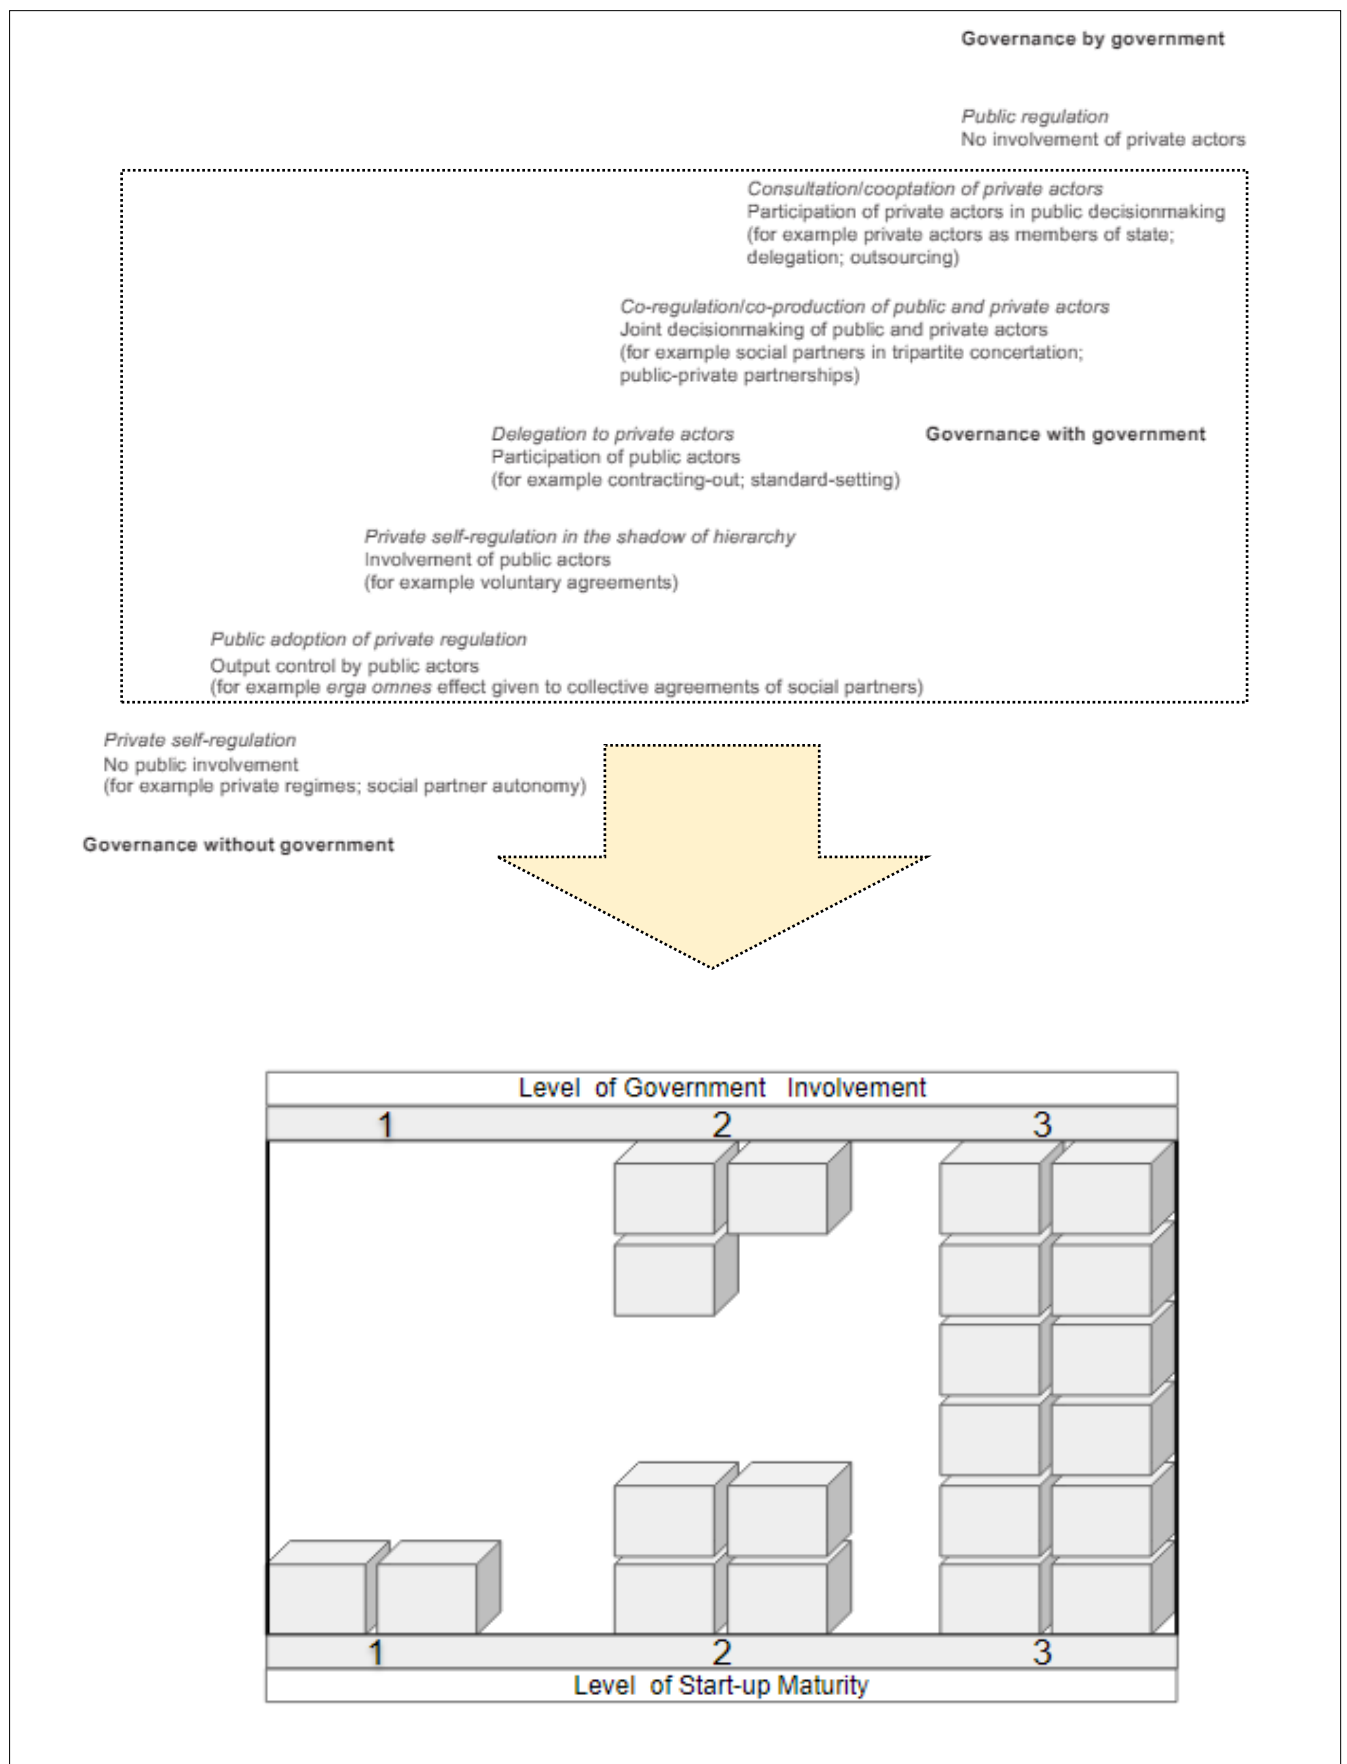 Governance by government
Public regulation
No involvement of private actors
Consultation/cooptation of private actors
Participation of private actors in public decisionmaking
(for example private actors as members of state;
delegation; outsourcing)
Co-regulation/co-production of public and private actors
Joint decisionmaking of public and private actors
(for example social partners in tripartite concertation;
public-private partnerships)
Delegation to private actors
Governance with government
Participation of public actors
(for example contracting-out; standard-setting)
Private self-regulation in the shadow of hierarchy
Involvement of public actors
(for example voluntary agreements)
Public adoption of private regulation
Output control by public actors
(for example erga omnes effect given to collective agreements of social partners)
Private self-regulation
No public involvement
(for example private regimes; social partner autonomy)
Governance without government
Level of Government Involvement
1 2 3
1 2 3
Level of Start-up Maturity